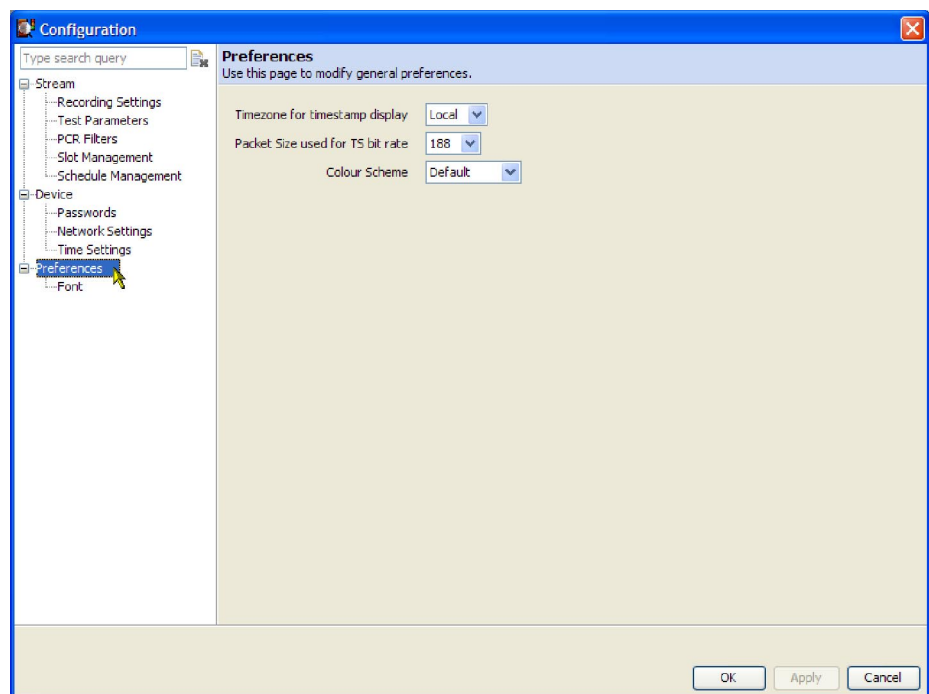 Configuration
Type search query
Stream
Recording Settings
Test Parameters
PCR Filters
Slot Management
Schedule Management
Device
Passwords
Network Settings
Time Settings
Preferences
Font
Preferences
Use this page to modify general preferences.
Timezone for timestamp display Local
Packet Size used for TS bit rate 188
Colour Scheme Default
OK Apply Cancel